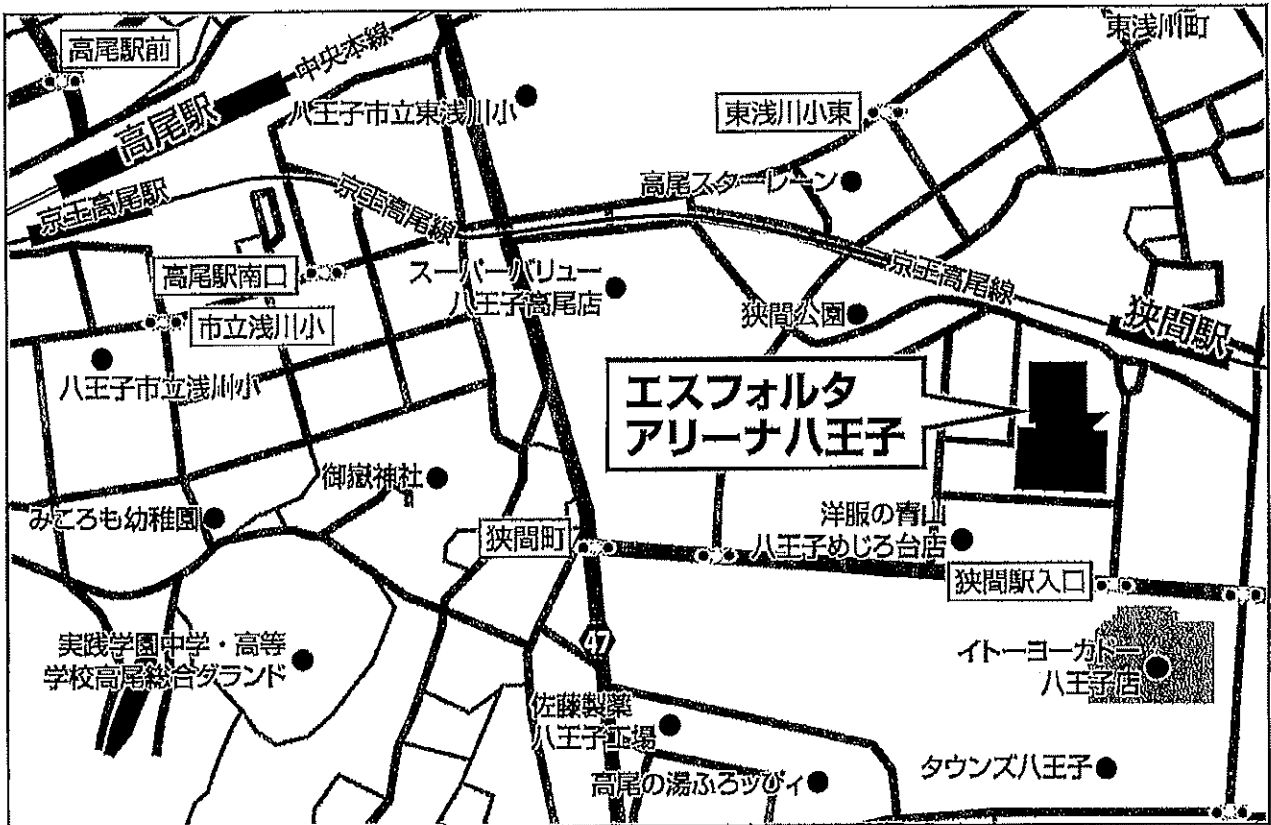 高尾駅前
中央本線
東浅川町
高尾駅
八王子市立東浅川小
東浅川小東
京王高尾駅
京王高尾線
高尾スターレーン
高尾駅南口
スーパーバリュー
八王子高尾店
京王高尾線
狭間公園
狭間駅
市立浅川小
八王子市立浅川小
エスフォルタ
アリーナ八王子
御嶽神社
みころも幼稚園
狭間町
洋服の青山
八王子めじろ台店
狭間駅入口
実践学園中学・高等
学校高尾総合グランド
47
イトーヨーカドー
八王子店
佐藤製薬
八王子工場
高尾の湯ふろッぴィ
タウンズ八王子